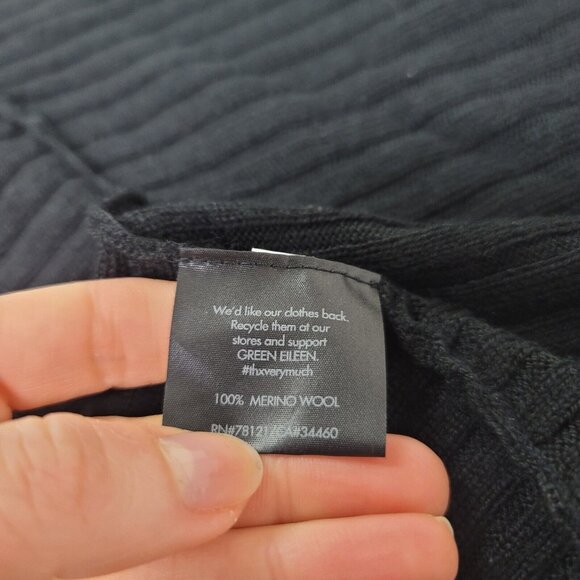 We'd like our clothes back.
Recycle them at our
stores and support
GREEN EILEEN.
#thxverymuch
100% MERINO WOOL
RN#78121/CA#34460